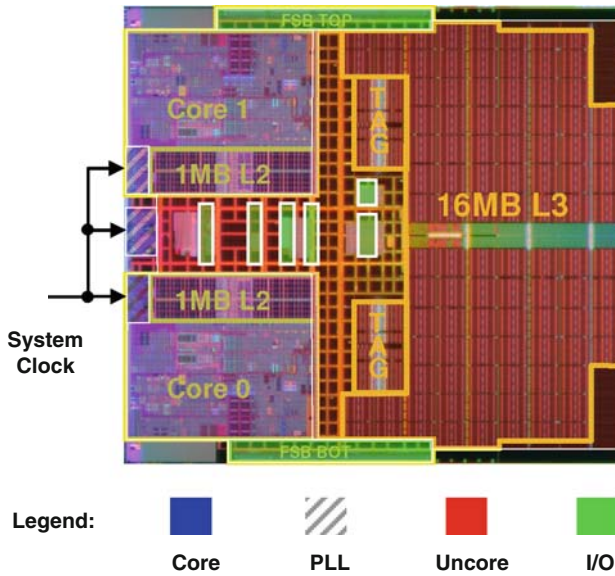 FSB TOP
Core 1
TAG
1MB L2
16MB L3
1MB L2
System
Clock
TAG
Core 0
FSB BOT
Legend:
Core
PLL
Uncore
I/O